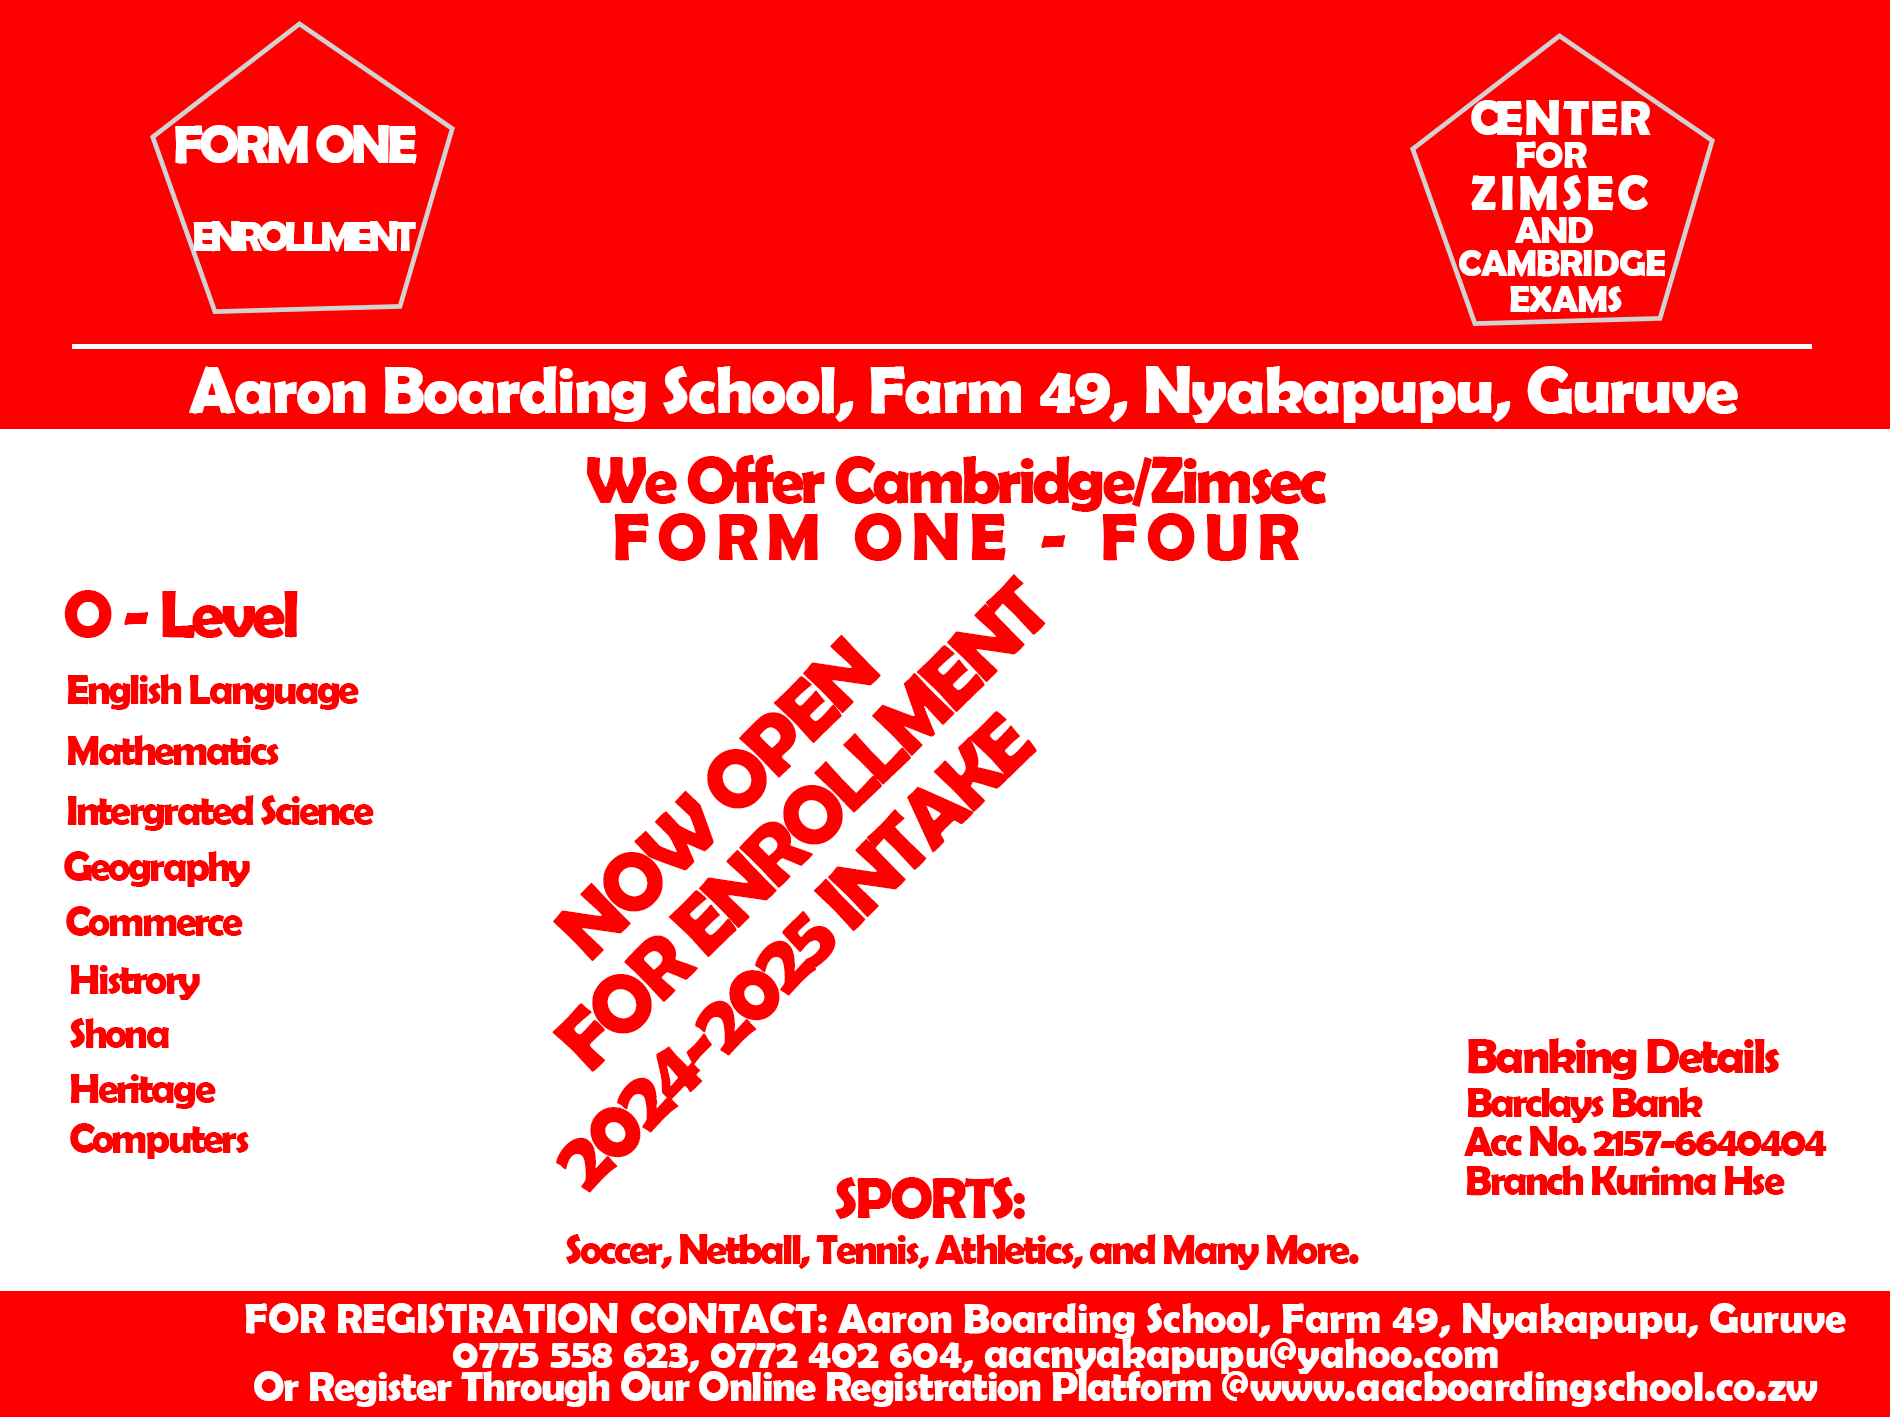 FORM ONE
ENROLLMENT
CENTER
FOR
ZIMSEC
AND
CAMBRIDGE
EXAMS
Aaron Boarding School, Farm 49, Nyakapupu, Guruve
We Offer Cambridge/Zimsec
FORM ONE - FOUR
O - Level
English Language
Mathematics
Intergrated Science
Geography
Commerce
Histrory
Shona
Heritage
Computers
NOW OPEN
FOR ENROLLMENT
2024-2025 INTAKE
Banking Details
Barclays Bank
Acc No. 2157-6640404
Branch Kurima Hse
SPORTS:
Soccer, Netball, Tennis, Athletics, and Many More.
FOR REGISTRATION CONTACT: Aaron Boarding School, Farm 49, Nyakapupu, Guruve
0775 558 623, 0772 402 604, aacnyakapupu@yahoo.com
Or Register Through Our Online Registration Platform @www.aacboardingschool.co.zw